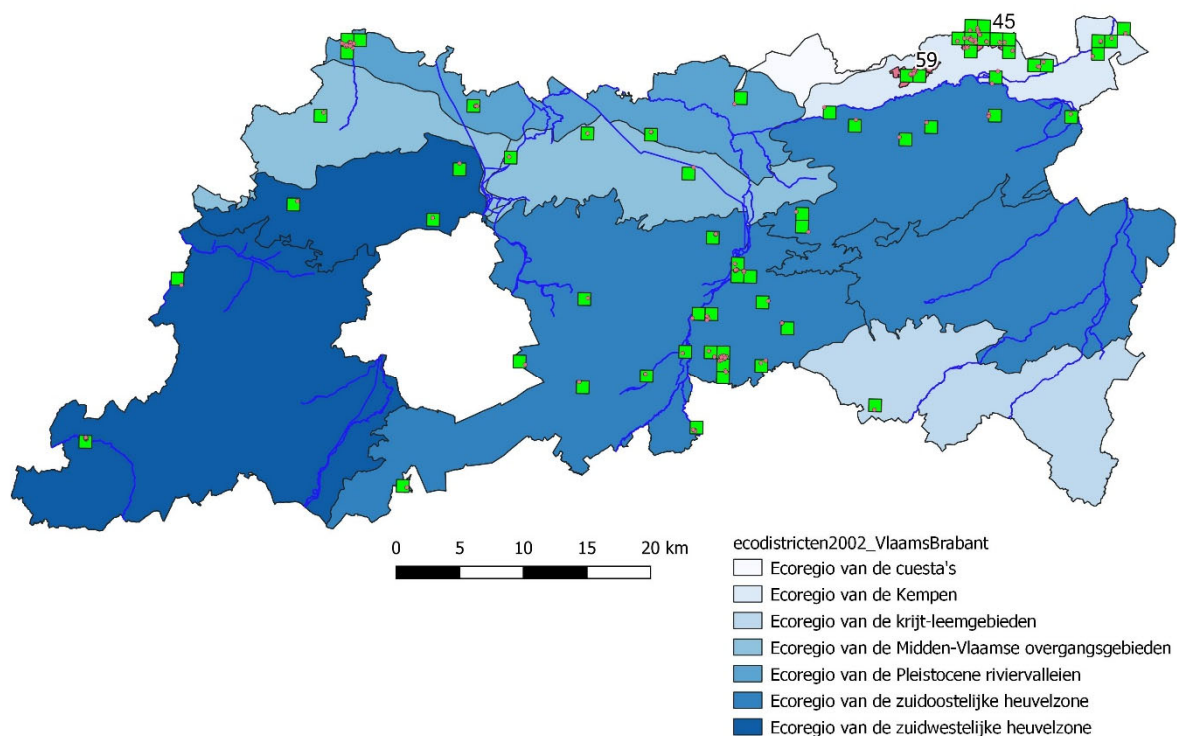 45
59
0 5 10 15 20 km
ecodistricten2002_VlaamsBrabant
Ecoregio van de cuesta's
Ecoregio van de Kempen
Ecoregio van de krijt-leemgebieden
Ecoregio van de Midden-Vlaamse overgangsgebieden
Ecoregio van de Pleistocene riviervalleien
Ecoregio van de zuidoostelijke heuvelzone
Ecoregio van de zuidwestelijke heuvelzone